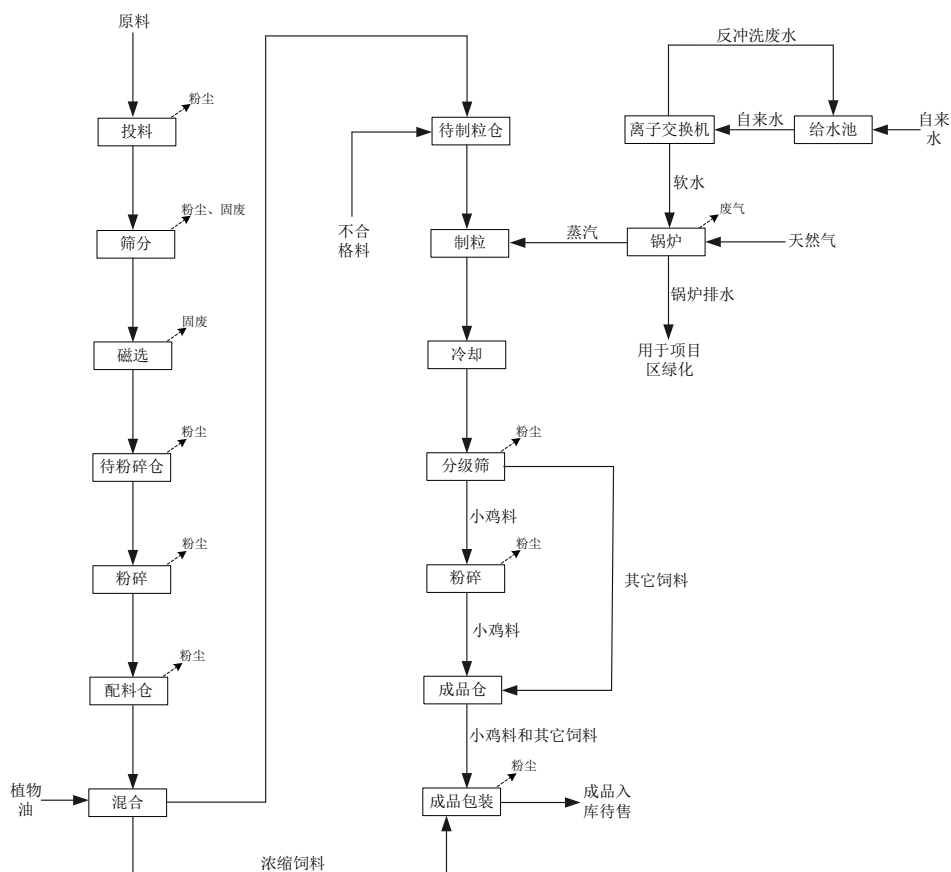 原料
粉尘
投料
粉尘、固废
筛分
固废
磁选
粉尘
待粉碎仓
粉尘
粉碎
粉尘
配料仓
植物
油
混合
浓缩饲料
待制粒仓
不合
格料
制粒
蒸汽
冷却
粉尘
分级筛
小鸡料
粉尘
粉碎
其它饲料
小鸡料
成品仓
小鸡料和其它饲料
粉尘
成品包装
成品入
库待售
反冲洗废水
离子交换机
自来水
给水池
自来
水
软水
废气
锅炉
天然气
锅炉排水
用于项目
区绿化